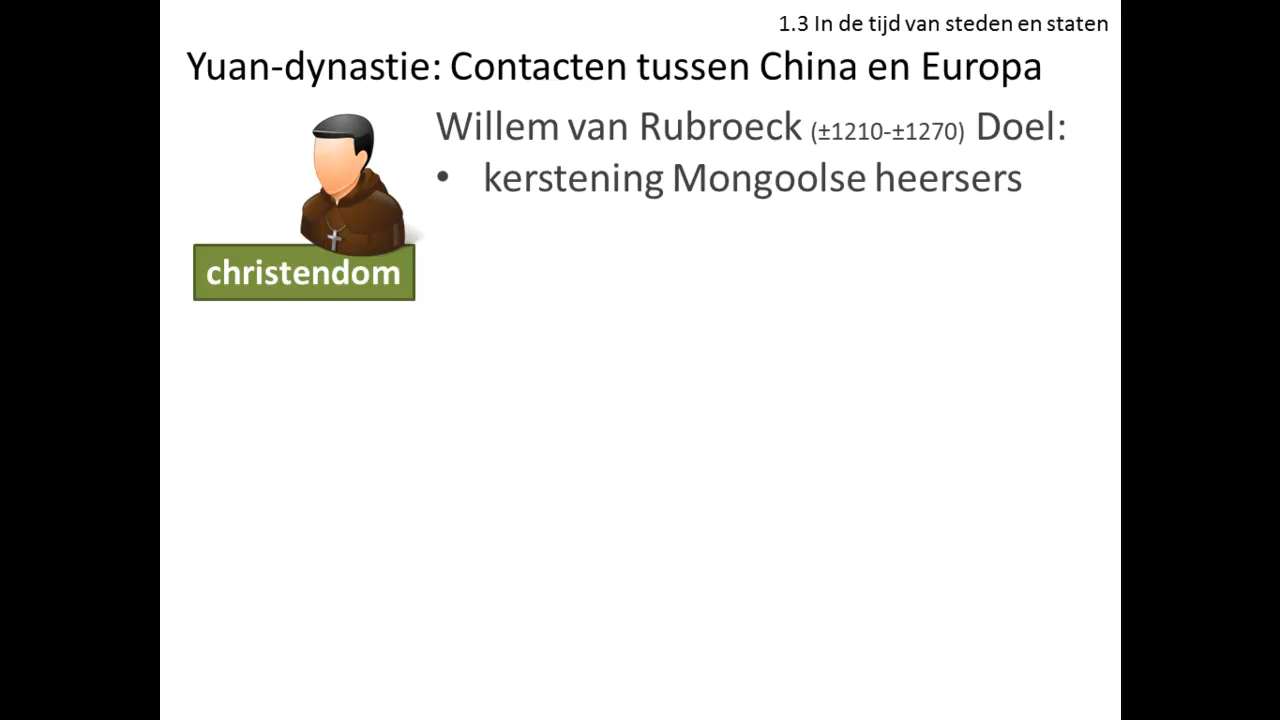 1.3 In de tijd van steden en staten
Yuan-dynastie: Contacten tussen China en Europa
Willem van Rubroeck (±1210-±1270) Doel:
• kerstening Mongoolse heersers
christendom